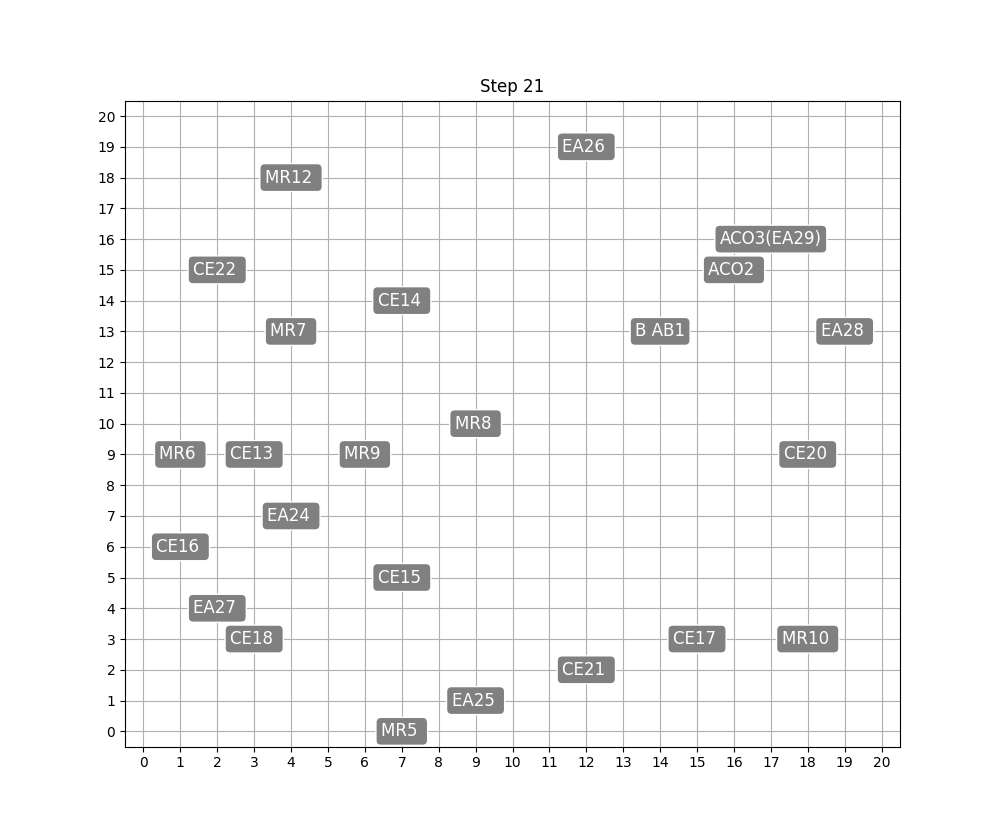 Step 21
20
19
EA26
18
MR12
17
16
ACO3(EA29)
15
CE22
ACO2
14
CE14
13
MR7
B AB1
EA28
12
11
10
MR8
9
MR6
CE13
MR9
CE20
8
7
EA24
6
CE16
5
CE15
4
EA27
3
CE18
CE17
MR10
2
CE21
1
EA25
0
MR5
0 1 2 3 4 5 6 7 8 9 10 11 12 13 14 15 16 17 18 19 20